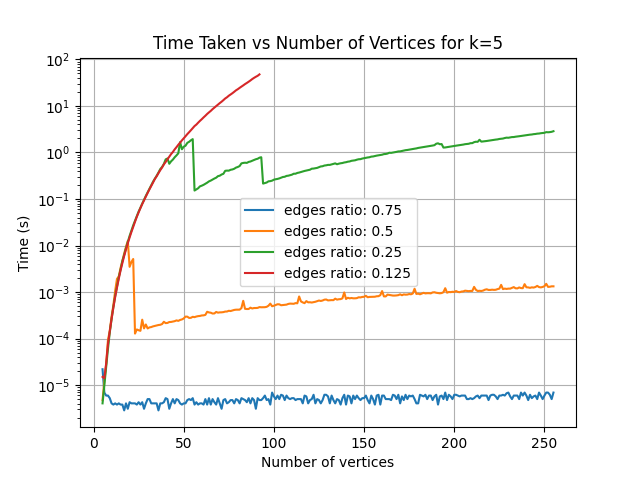 Time Taken vs Number of Vertices for k=5
Time (s)
10^2
10^1
10^0
10^-1
10^-2
10^-3
10^-4
10^-5
edges ratio: 0.75
edges ratio: 0.5
edges ratio: 0.25
edges ratio: 0.125
0 50 100 150 200 250
Number of vertices